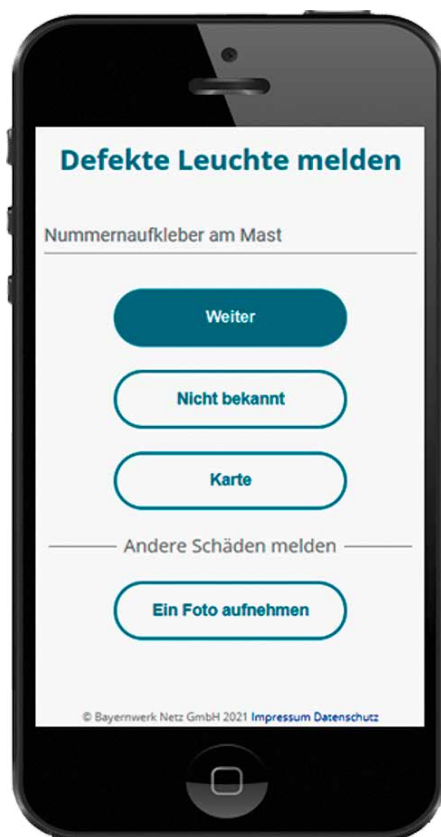 Defekte Leuchte melden
Nummernaufkleber am Mast
Weiter
Nicht bekannt
Karte
Andere Schäden melden
Ein Foto aufnehmen
© Bayernwerk Netz GmbH 2021 Impressum Datenschutz